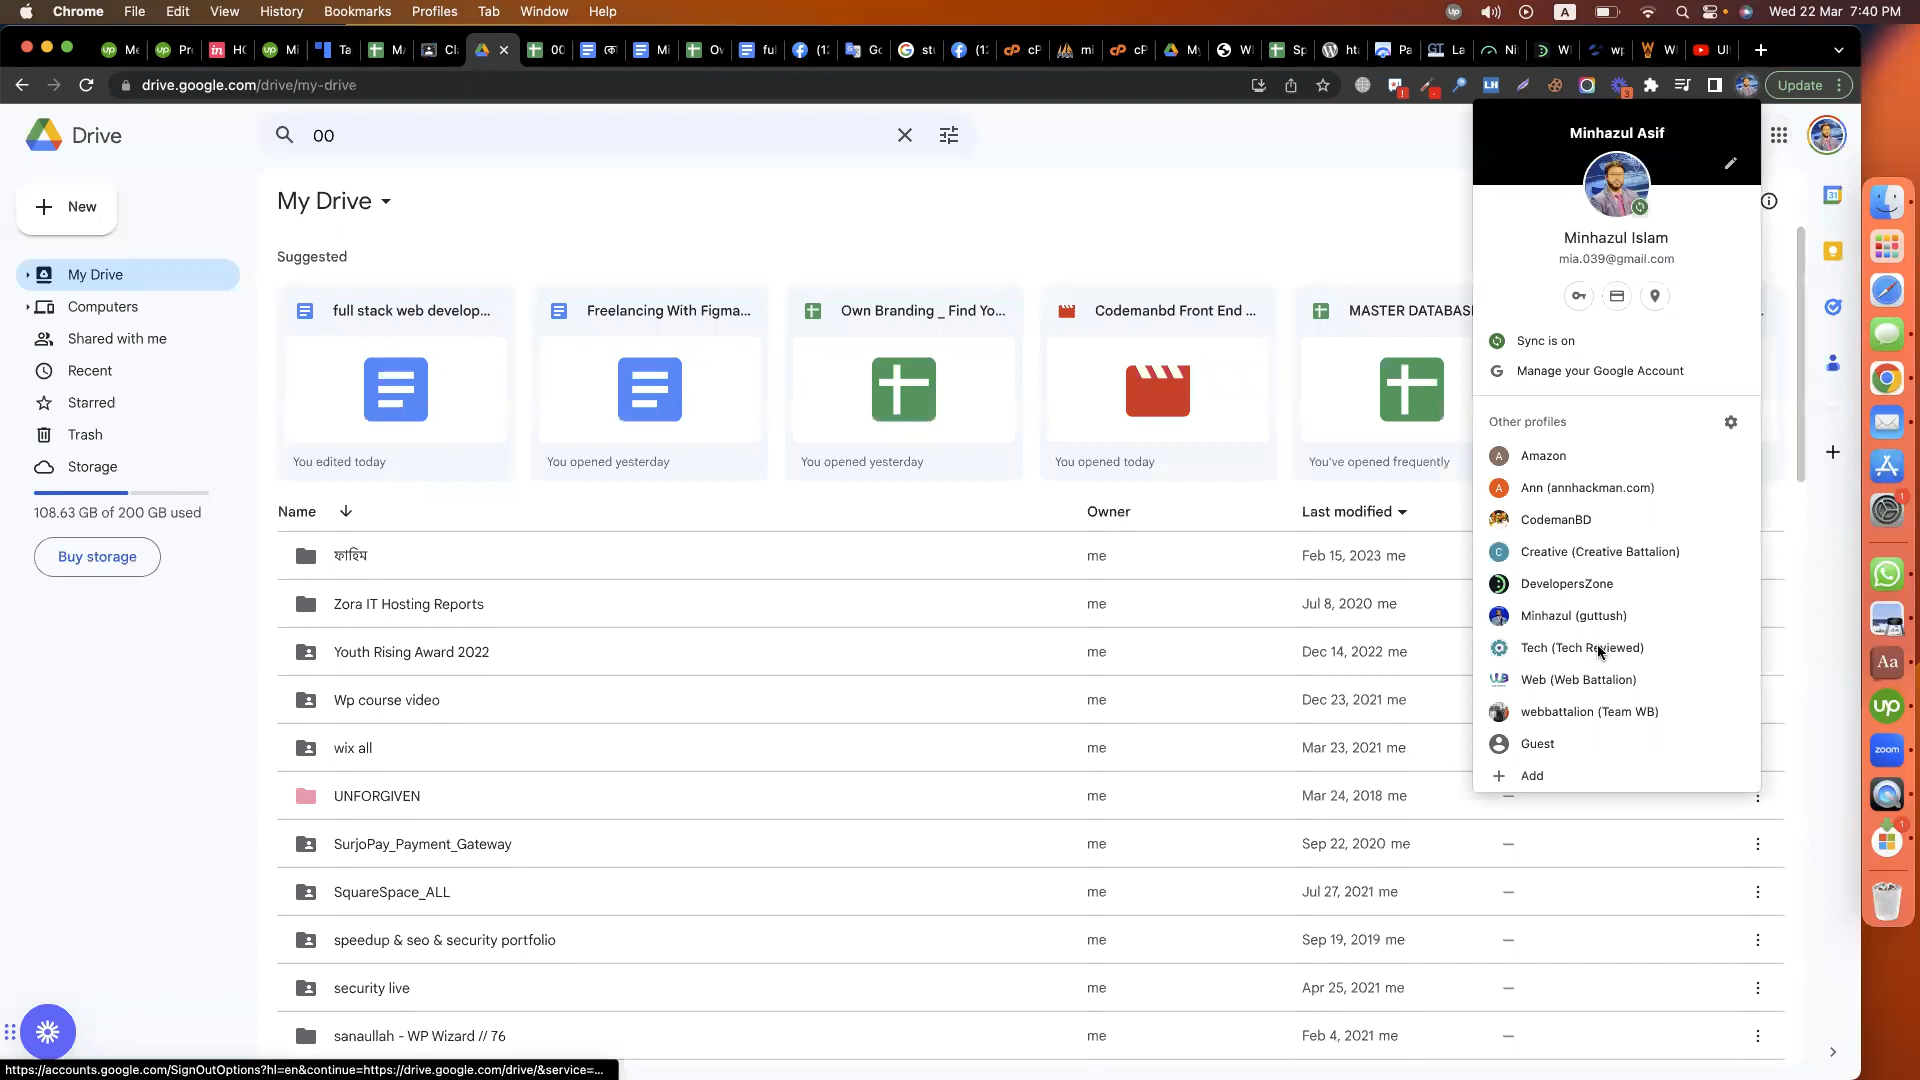 Chrome File Edit View History Bookmarks Profiles Tab Window Help
A Wed 22 Mar 7:40 PM
Update
drive.google.com/drive/my-drive
Drive
00
New
My Drive
Computers
Shared with me
Recent
Starred
Trash
Storage
108.63 GB of 200 GB used
Buy storage
My Drive
Suggested
full stack web develop...
You edited today
Freelancing With Figma...
You opened yesterday
Own Branding _ Find Yo...
You opened yesterday
Codemanbd Front End ...
You opened today
MASTER DATABAS
You've opened frequently
Name Owner Last modified
ফাহিম me Feb 15, 2023 me
Zora IT Hosting Reports me Jul 8, 2020 me
Youth Rising Award 2022 me Dec 14, 2022 me
Wp course video me Dec 23, 2021 me
wix all me Mar 23, 2021 me
UNFORGIVEN me Mar 24, 2018 me —
SurjoPay_Payment_Gateway me Sep 22, 2020 me —
SquareSpace_ALL me Jul 27, 2021 me —
speedup & seo & security portfolio me Sep 19, 2019 me —
security live me Apr 25, 2021 me —
sanaullah - WP Wizard // 76 me Feb 4, 2021 me —
Minhazul Asif
Minhazul Islam
mia.039@gmail.com
Sync is on
Manage your Google Account
Other profiles
Amazon
Ann (annhackman.com)
CodemanBD
Creative (Creative Battalion)
DevelopersZone
Minhazul (guttush)
Tech (Tech Reviewed)
Web (Web Battalion)
webbattalion (Team WB)
Guest
Add
https://accounts.google.com/SignOutOptions?hl=en&continue=https://drive.google.com/drive/&service=...